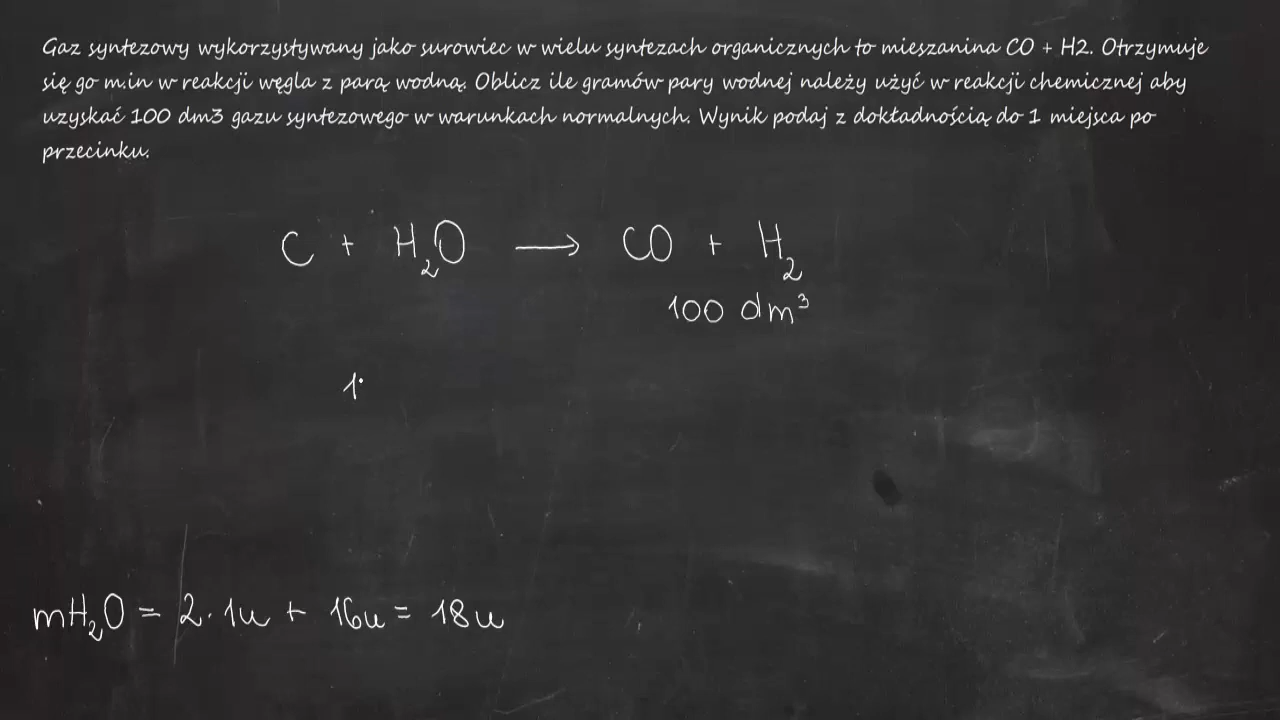 Gaz syntezowy wykorzystywany jako surowiec w wielu syntezach organicznych to mieszanina CO + H2. Otrzymuje
się go m.in w reakcji węgla z parą wodną. Oblicz ile gramów pary wodnej należy użyć w reakcji chemicznej aby
uzyskać 100 dm3 gazu syntezowego w warunkach normalnych. Wynik podaj z dokładnością do 1 miejsca po
przecinku.
C + H₂O → CO + H₂
100 dm³
1·
mH₂O = 2·1u + 16u = 18u